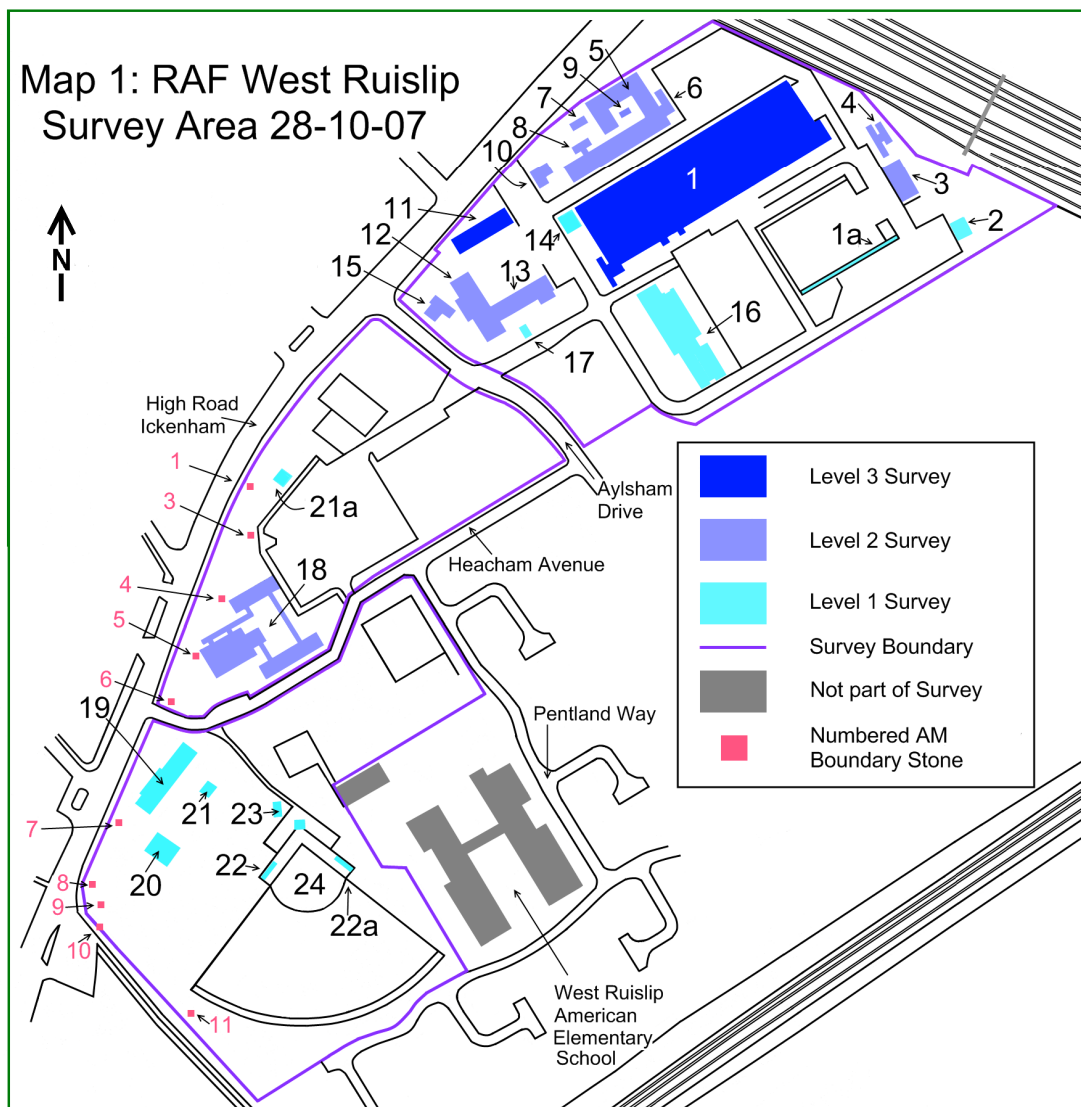 Map 1: RAF West Ruislip
Survey Area 28-10-07
N
5
9
6
7
8
10
4
1
3
11
14
1a
2
12
13
15
16
17
High Road
Ickenham
1
21a
3
Aylsham
Drive
Heacham Avenue
18
4
5
6
19
Level 3 Survey
Level 2 Survey
Level 1 Survey
Survey Boundary
Not part of Survey
Numbered AM
Boundary Stone
Pentland Way
21
23
7
20
22
24
22a
8
9
10
11
West Ruislip
American
Elementary
School